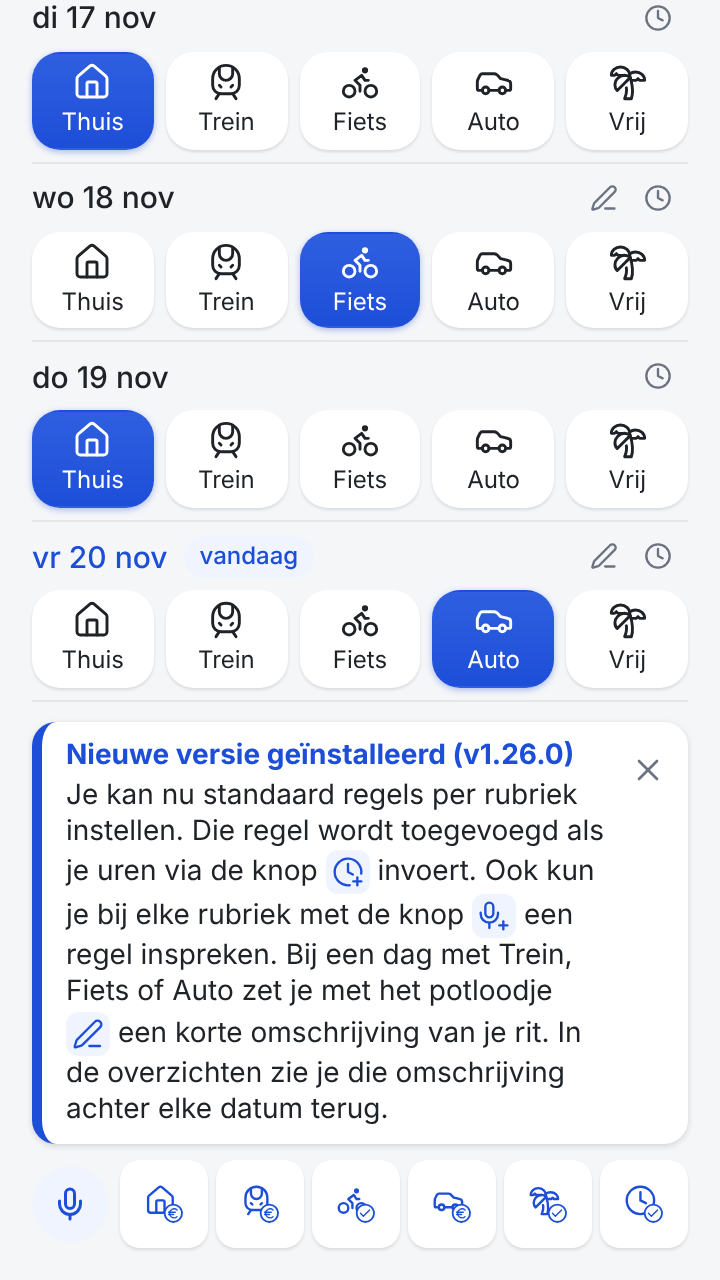 di 17 nov
Thuis Trein Fiets Auto Vrij
wo 18 nov
Thuis Trein Fiets Auto Vrij
do 19 nov
Thuis Trein Fiets Auto Vrij
vr 20 nov vandaag
Thuis Trein Fiets Auto Vrij
Nieuwe versie geïnstalleerd (v1.26.0)
Je kan nu standaard regels per rubriek
instellen. Die regel wordt toegevoegd als
je uren via de knop invoert. Ook kun
je bij elke rubriek met de knop een
regel inspreken. Bij een dag met Trein,
Fiets of Auto zet je met het potloodje
een korte omschrijving van je rit. In
de overzichten zie je die omschrijving
achter elke datum terug.